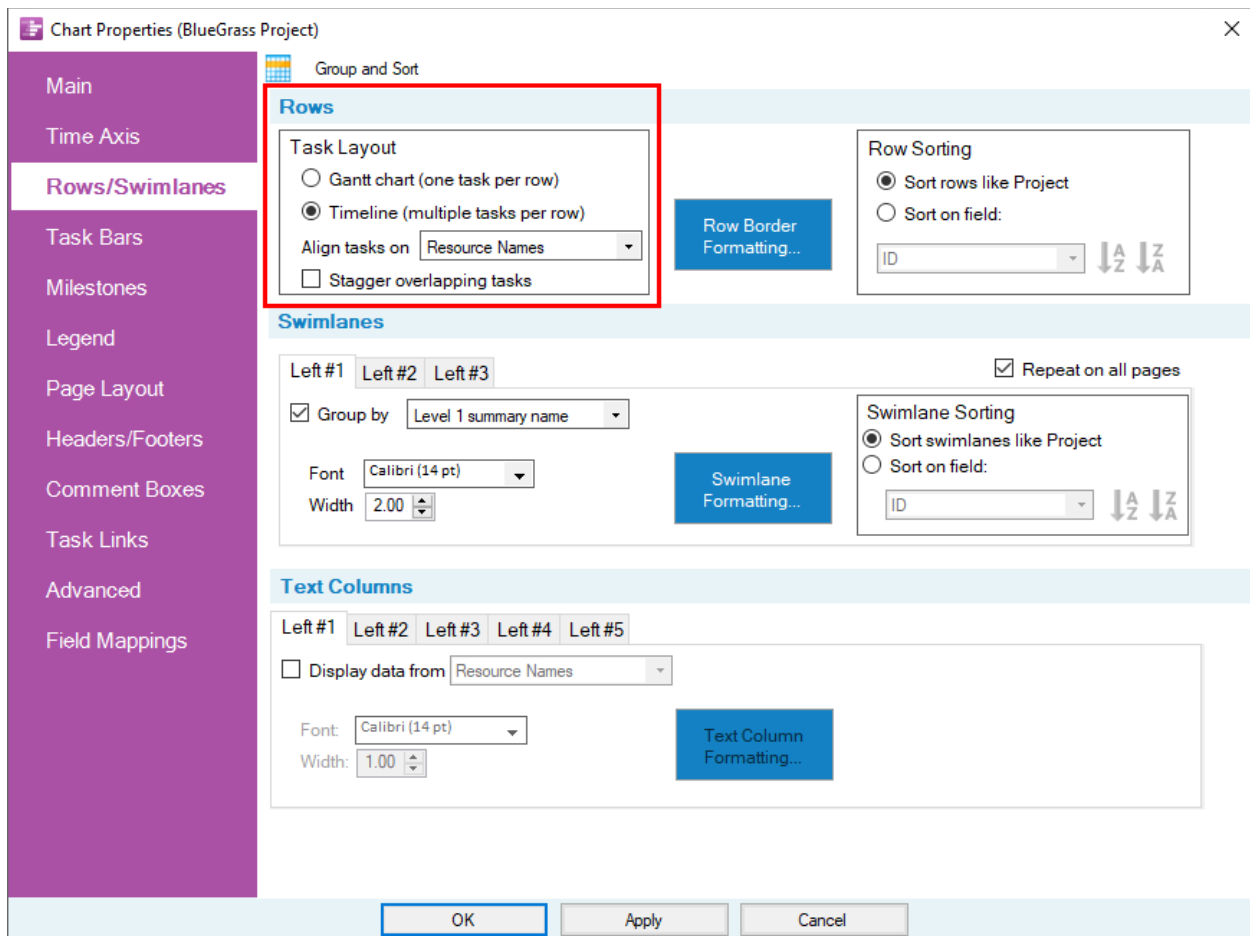 Chart Properties (BlueGrass Project)
Main
Time Axis
Rows/Swimlanes
Task Bars
Milestones
Legend
Page Layout
Headers/Footers
Comment Boxes
Task Links
Advanced
Field Mappings
Group and Sort
Rows
Task Layout
Gantt chart (one task per row)
Timeline (multiple tasks per row)
Align tasks on Resource Names
Stagger overlapping tasks
Row Border
Formatting...
Row Sorting
Sort rows like Project
Sort on field:
ID A Z Z A
Swimlanes
Left #1 Left #2 Left #3
Repeat on all pages
Group by Level 1 summary name
Font Calibri (14 pt)
Width 2.00
Swimlane
Formatting...
Swimlane Sorting
Sort swimlanes like Project
Sort on field:
ID A Z Z A
Text Columns
Left #1 Left #2 Left #3 Left #4 Left #5
Display data from Resource Names
Font: Calibri (14 pt)
Width: 1.00
Text Column
Formatting...
OK Apply Cancel